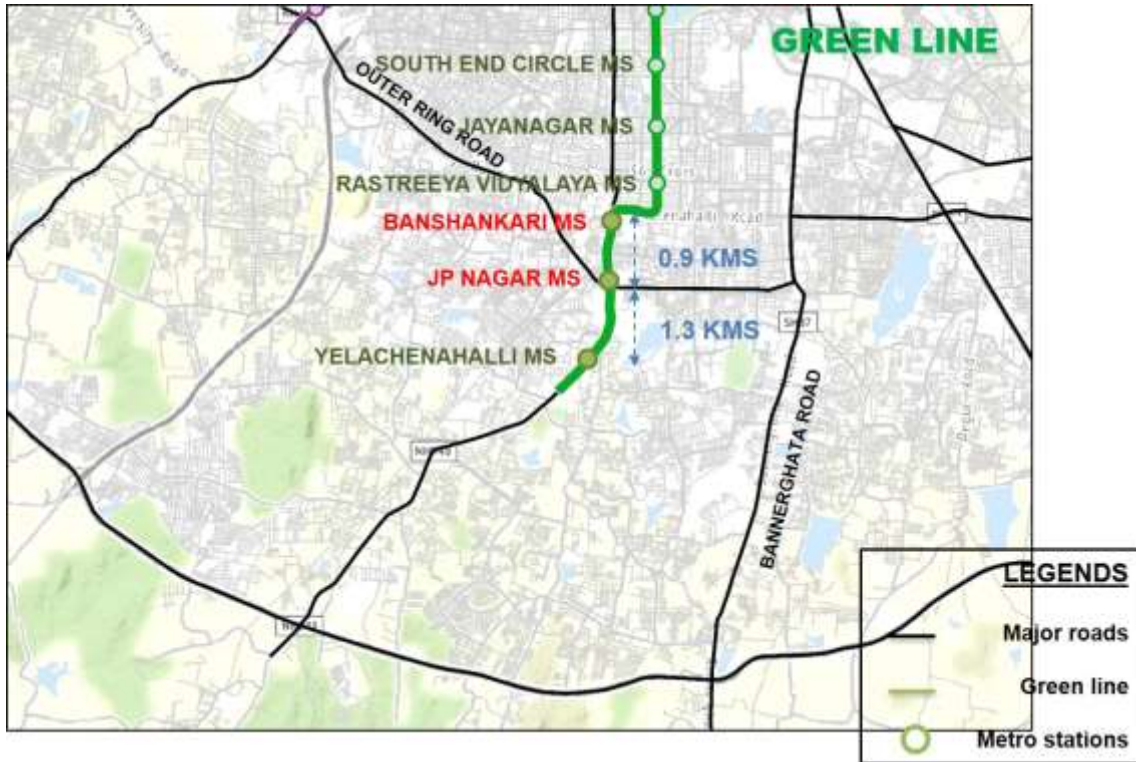 GREEN LINE
SOUTH END CIRCLE MS
OUTER RING ROAD
JAYANAGAR MS
RASTREEYA VIDYALAYA MS
BANSHANKARI MS
0.9 KMS
JP NAGAR MS
1.3 KMS
YELACHENAHALLI MS
BANNERGHATA ROAD
LEGENDS
Major roads
Green line
Metro stations